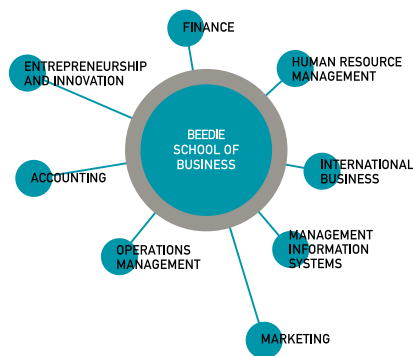 FINANCE
ENTREPRENEURSHIP
AND INNOVATION
HUMAN RESOURCE
MANAGEMENT
BEEDIE
SCHOOL OF
BUSINESS
ACCOUNTING
INTERNATIONAL
BUSINESS
OPERATIONS
MANAGEMENT
MANAGEMENT
INFORMATION
SYSTEMS
MARKETING